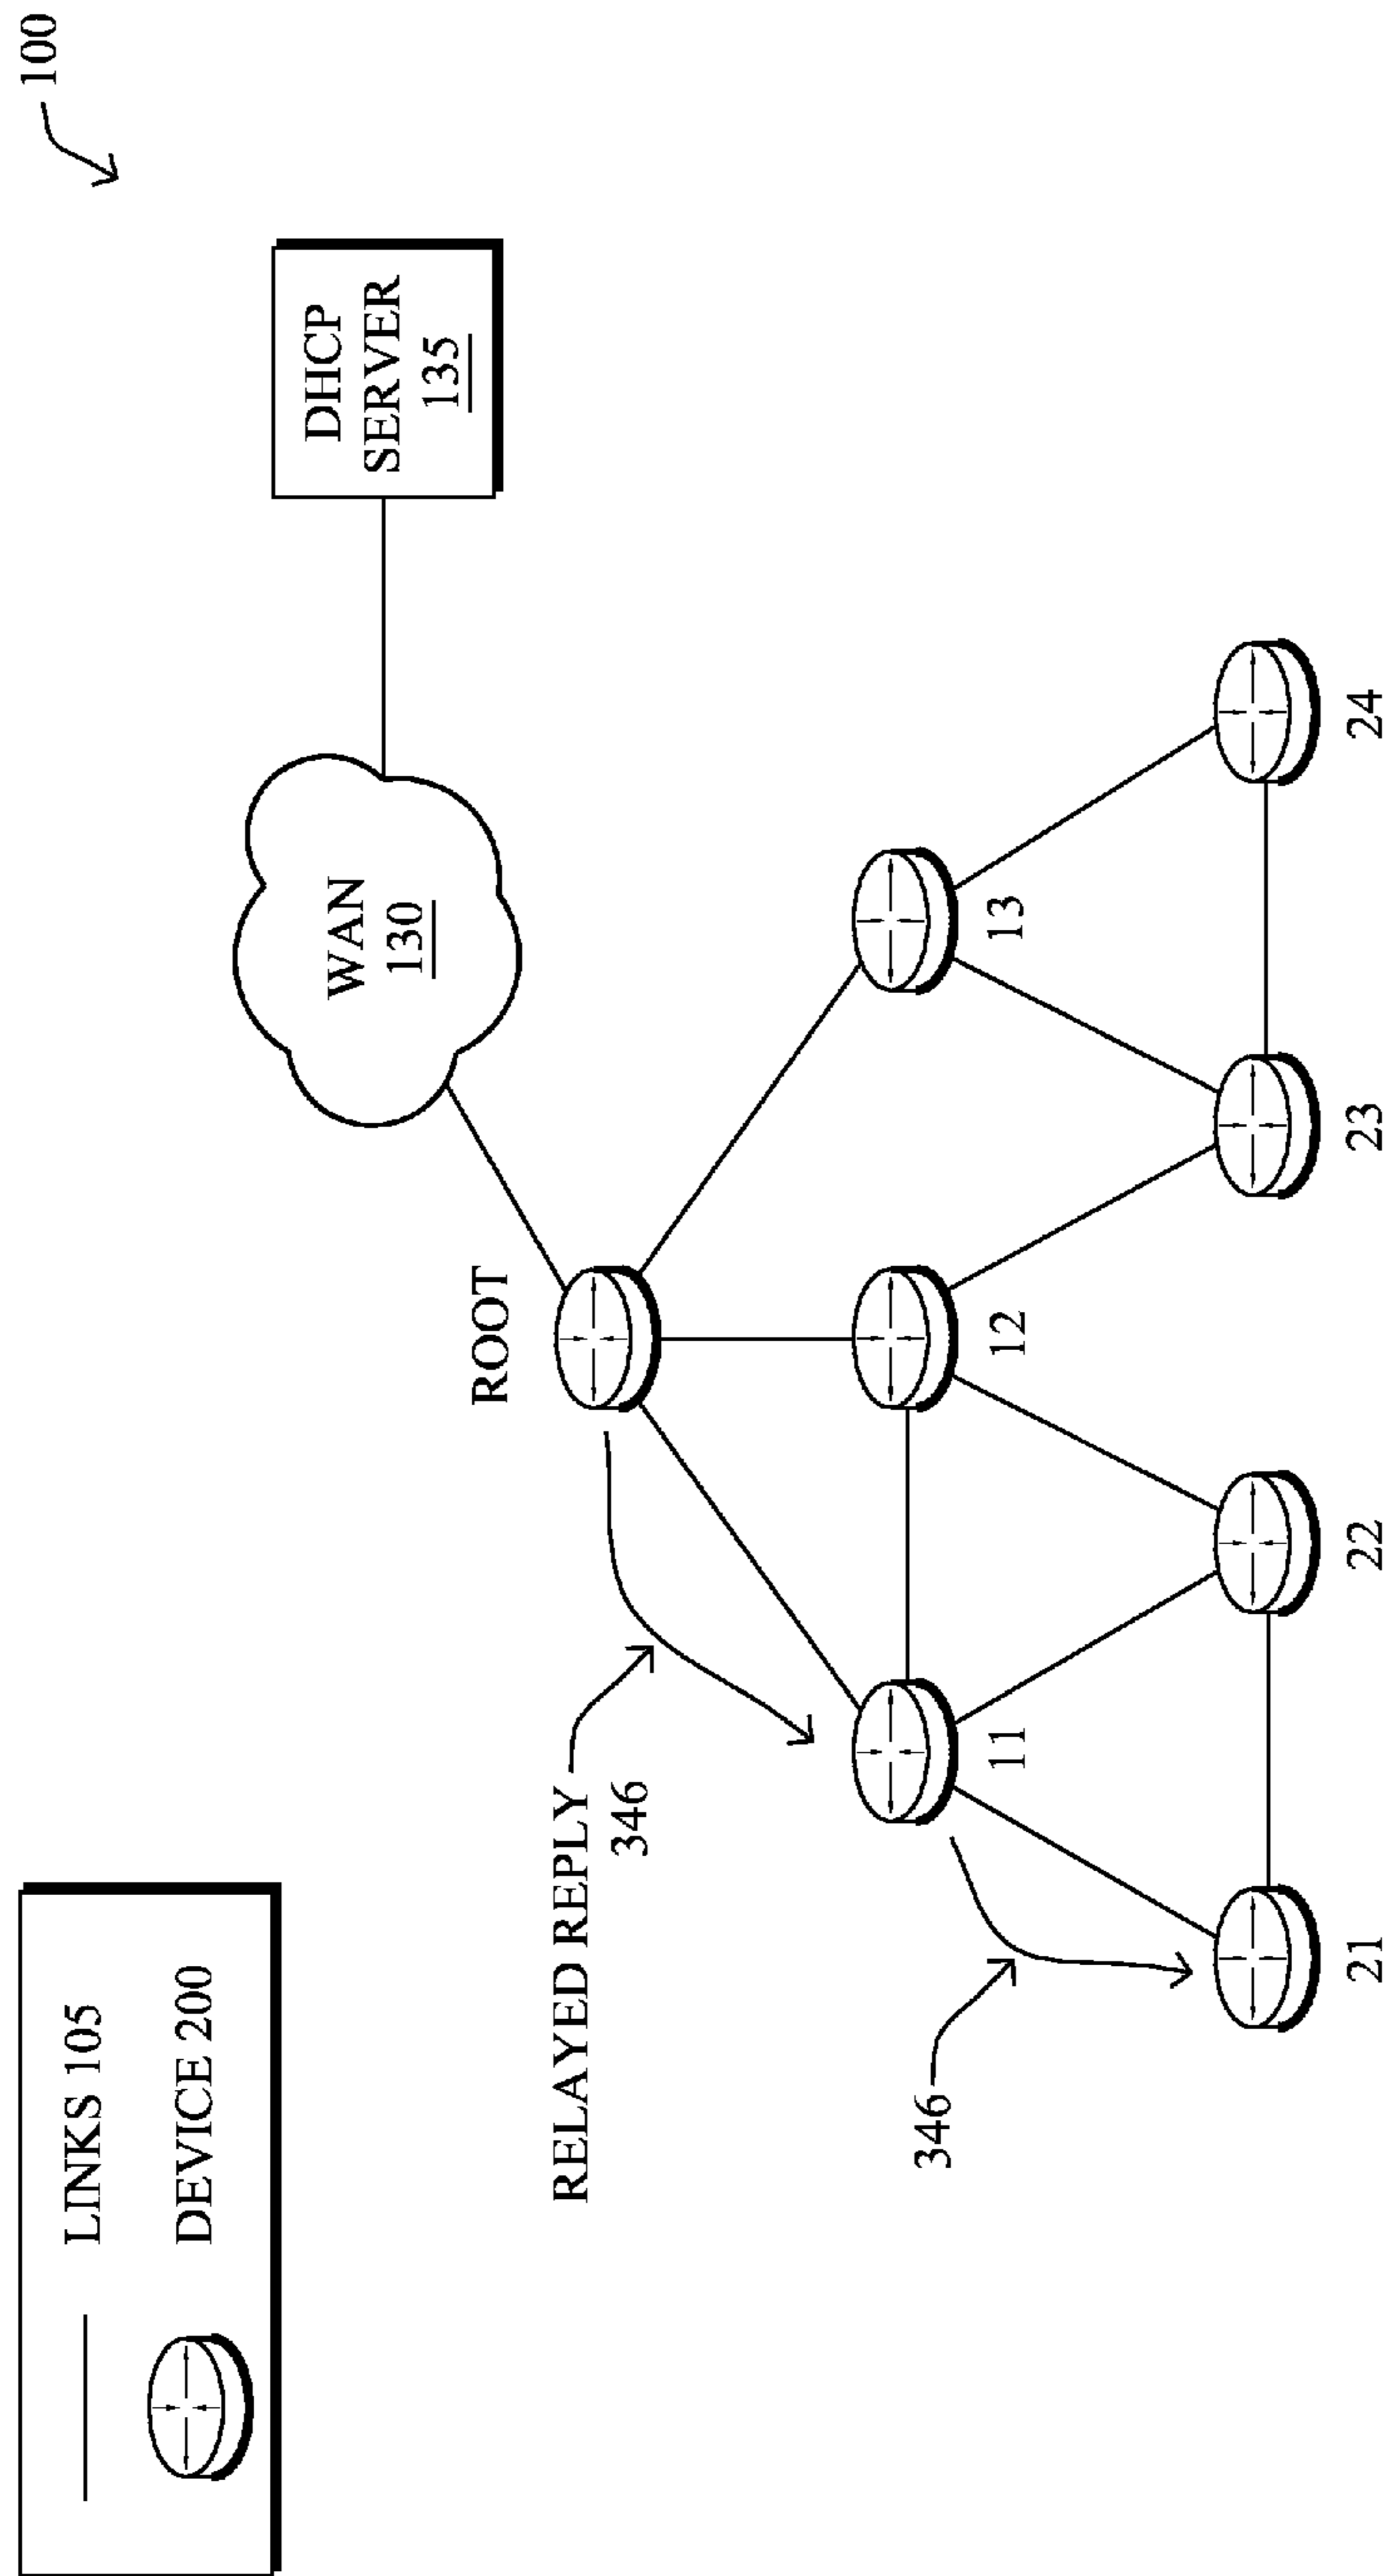 100
LINKS 105
DEVICE 200
DHCP
SERVER
135
WAN
130
ROOT
RELAYED REPLY
346
11
12
13
346
21
22
23
24